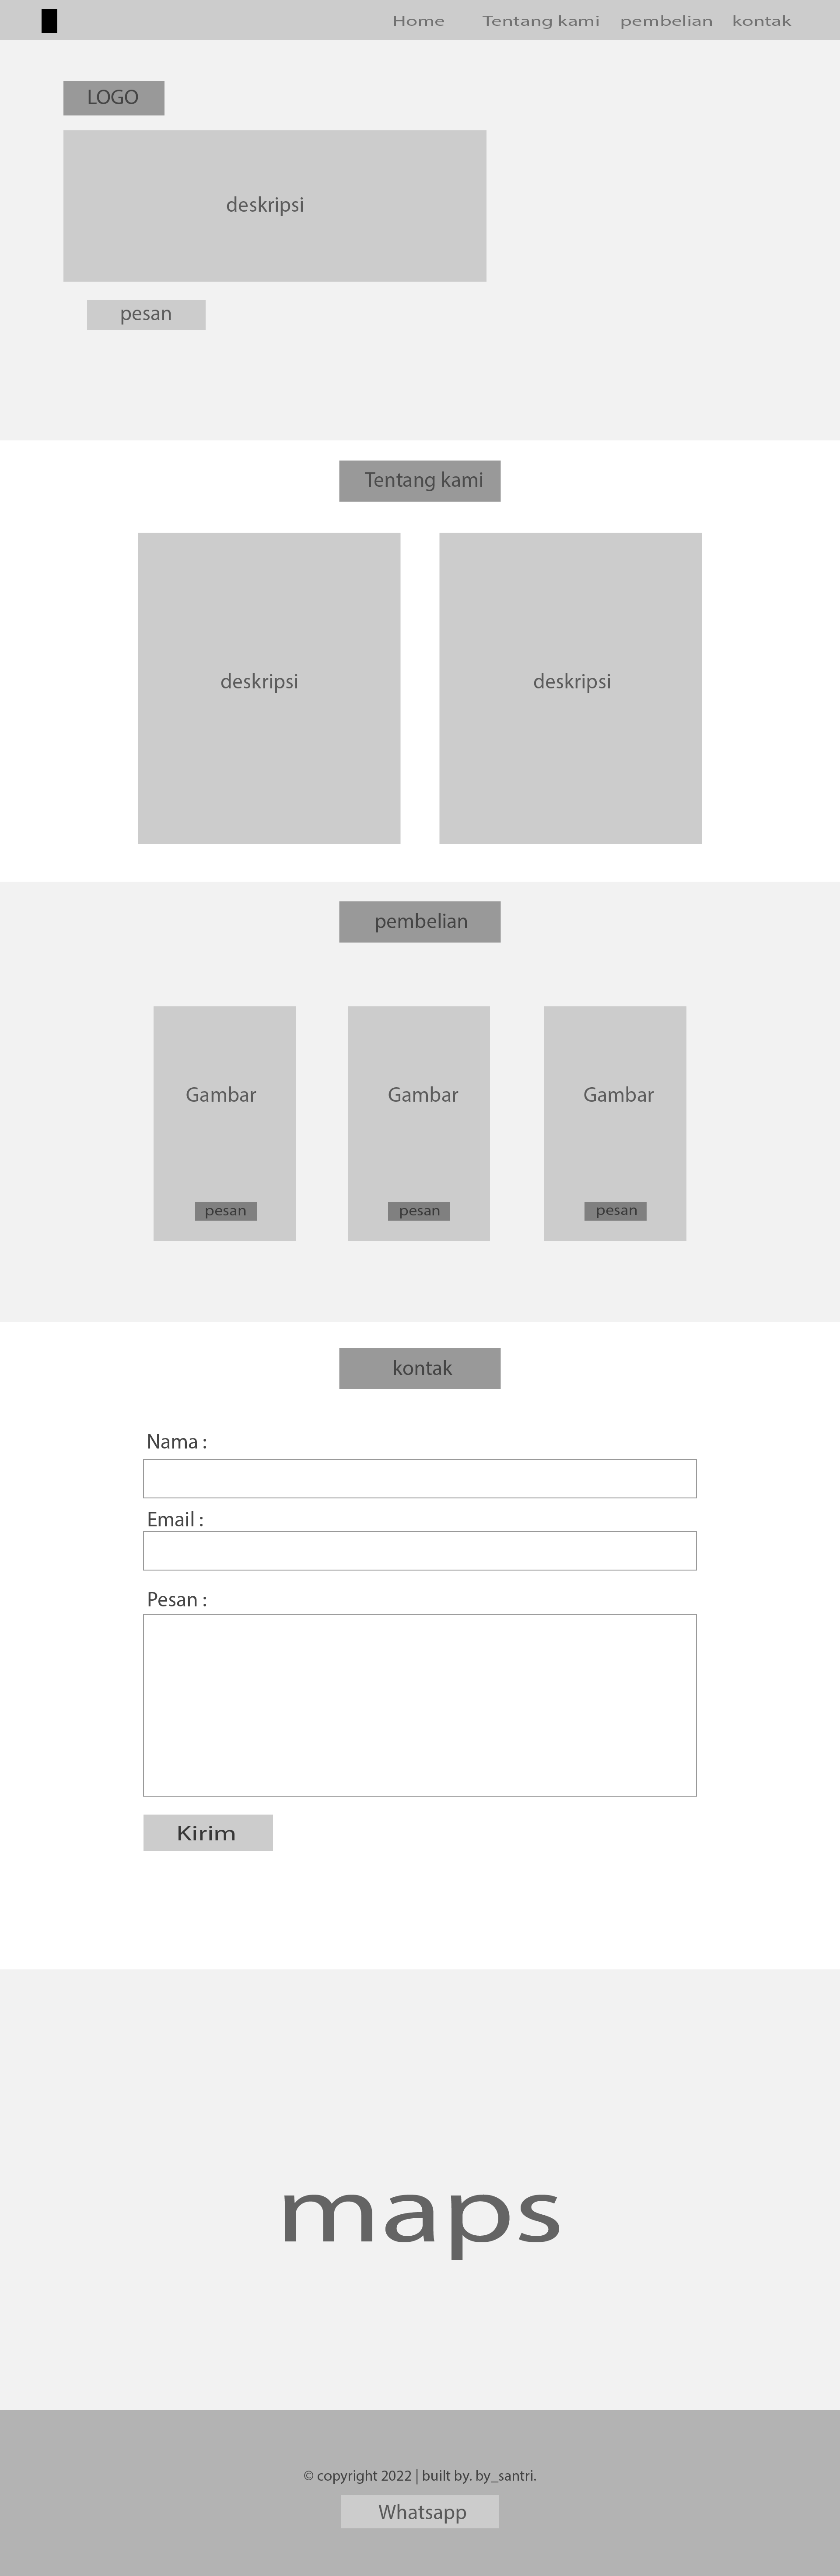 Home Tentang kami pembelian kontak
LOGO
deskripsi
pesan
Tentang kami
deskripsi deskripsi
pembelian
Gambar Gambar Gambar
pesan pesan pesan
kontak
Nama :
Email :
Pesan :
Kirim
maps
© copyright 2022 | built by. by_santri.
Whatsapp